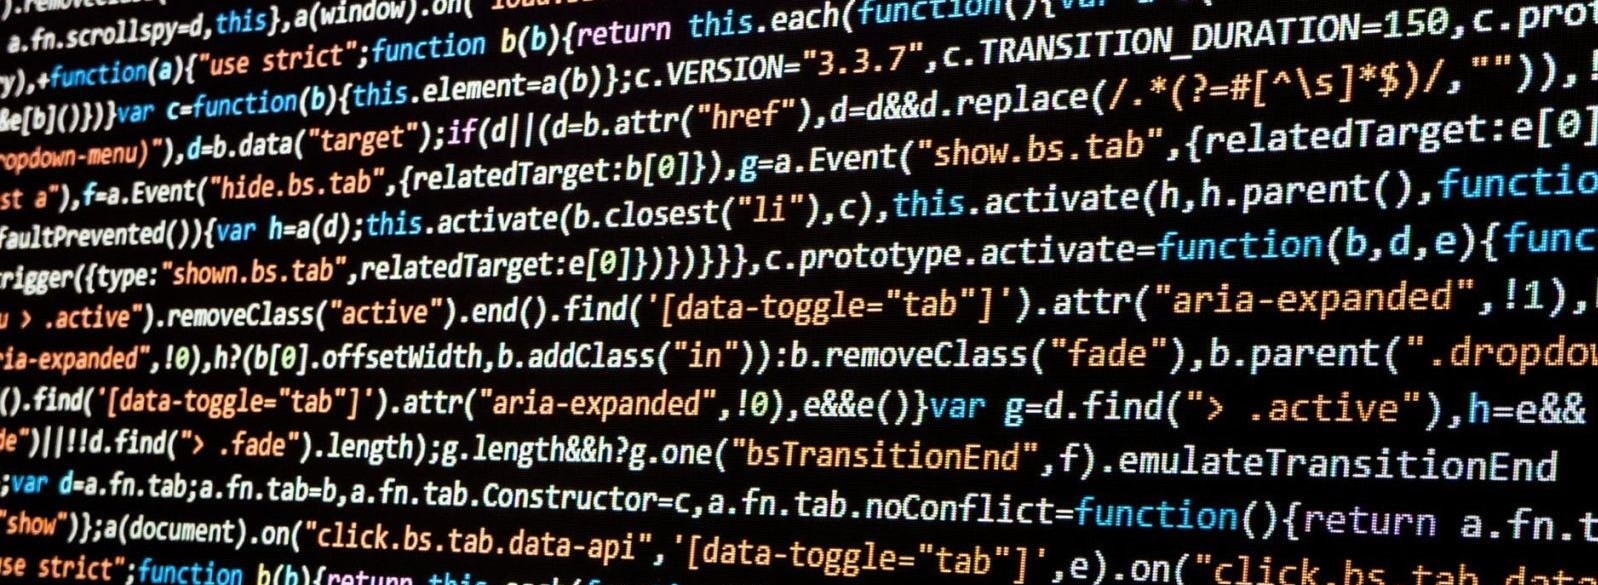 a.fn.scrollspy=d,this},a(window).on(
y),+function(a){"use strict";function b(b){return this.each(function(){var
&e[b]()})}var c=function(b){this.element=a(b)};c.VERSION="3.3.7",c.TRANSITION_DURATION=150,c.prot
ropdown-menu)"),d=b.data("target");if(d||(d=b.attr("href"),d=d&&d.replace(/.*(?=#[^\s]*$)/,"")),!
st a"),f=a.Event("hide.bs.tab",{relatedTarget:b[0]}),g=a.Event("show.bs.tab",{relatedTarget:e[0]
faultPrevented()){var h=a(d);this.activate(b.closest("li"),c),this.activate(h,h.parent(),functio
rigger({type:"shown.bs.tab",relatedTarget:e[0]})})}}},c.prototype.activate=function(b,d,e){func
u > .active").removeClass("active").end().find('[data-toggle="tab"]').attr("aria-expanded",!1),
ria-expanded",!0),h?(b[0].offsetWidth,b.addClass("in")):b.removeClass("fade"),b.parent(".dropdow
().find('[data-toggle="tab"]').attr("aria-expanded",!0),e&&e()}var g=d.find("> .active"),h=e&&
de")||!!d.find("> .fade").length);g.length&&h?g.one("bsTransitionEnd",f).emulateTransitionEnd
;var d=a.fn.tab;a.fn.tab=b,a.fn.tab.Constructor=c,a.fn.tab.noConflict=function(){return a.fn.t
"show")};a(document).on("click.bs.tab.data-api",'[data-toggle="tab"]',e).on("click.bs.tab.data
se strict";function b(b){return this.each(